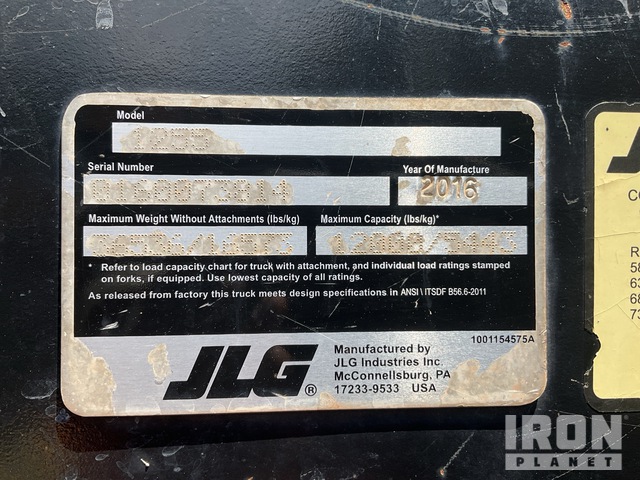 Model
1255
Serial Number
Year Of Manufacture
2016
Maximum Weight Without Attachments (lbs/kg)
Maximum Capacity (lbs/kg)*
12000/5443
* Refer to load capacity chart for truck with attachment, and individual load ratings stamped
on forks, if equipped. Use lowest capacity of all ratings.
As released from factory this truck meets design specifications in ANSI \ ITSDF B56.6-2011
JLG®
Manufactured by
JLG Industries Inc.
McConnellsburg, PA
17233-9533 USA
1001154575A
IRON
PLANET